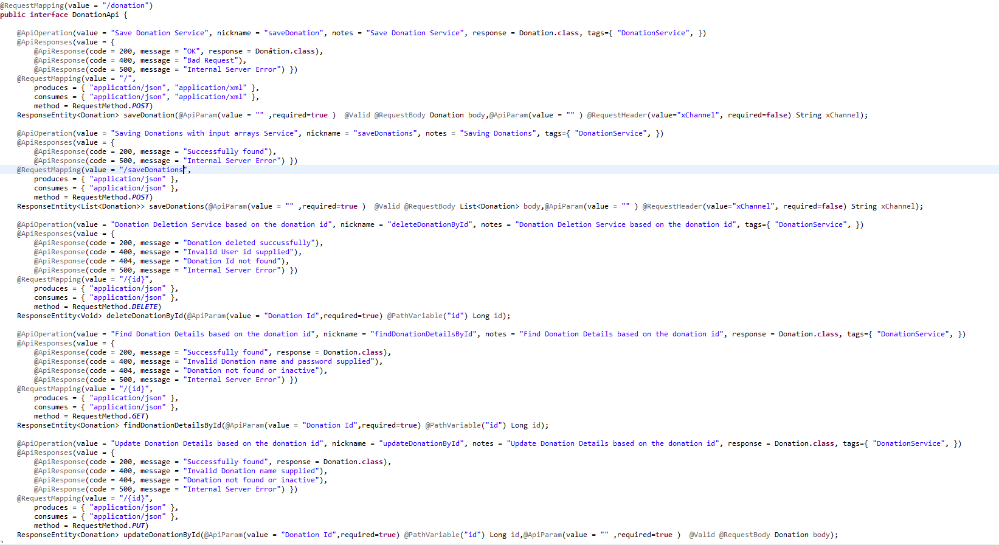 @RequestMapping(value = "/donation")
public interface DonationApi {
@ApiOperation(value = "Save Donation Service", nickname = "saveDonation", notes = "Save Donation Service", response = Donation.class, tags={ "DonationService", })
@ApiResponses(value = {
@ApiResponse(code = 200, message = "OK", response = Donation.class),
@ApiResponse(code = 400, message = "Bad Request"),
@ApiResponse(code = 500, message = "Internal Server Error") })
@RequestMapping(value = "/",
produces = { "application/json", "application/xml" },
consumes = { "application/json", "application/xml" },
method = RequestMethod.POST)
ResponseEntity<Donation> saveDonation(@ApiParam(value = "" ,required=true )  @Valid @RequestBody Donation body,@ApiParam(value = "" ) @RequestHeader(value="xChannel", required=false) String xChannel);
@ApiOperation(value = "Saving Donations with input arrays Service", nickname = "saveDonations", notes = "Saving Donations", tags={ "DonationService", })
@ApiResponses(value = {
@ApiResponse(code = 200, message = "Successfully found"),
@ApiResponse(code = 500, message = "Internal Server Error") })
@RequestMapping(value = "/saveDonations",
produces = { "application/json" },
consumes = { "application/json" },
method = RequestMethod.POST)
ResponseEntity<List<Donation>> saveDonations(@ApiParam(value = "" ,required=true )  @Valid @RequestBody List<Donation> body,@ApiParam(value = "" ) @RequestHeader(value="xChannel", required=false) String xChannel);
@ApiOperation(value = "Donation Deletion Service based on the donation id", nickname = "deleteDonationById", notes = "Donation Deletion Service based on the donation id", tags={ "DonationService", })
@ApiResponses(value = {
@ApiResponse(code = 200, message = "Donation deleted succussfully"),
@ApiResponse(code = 400, message = "Invalid User id supplied"),
@ApiResponse(code = 404, message = "Donation Id not found"),
@ApiResponse(code = 500, message = "Internal Server Error") })
@RequestMapping(value = "/{id}",
produces = { "application/json" },
consumes = { "application/json" },
method = RequestMethod.DELETE)
ResponseEntity<Void> deleteDonationById(@ApiParam(value = "Donation Id",required=true) @PathVariable("id") Long id);
@ApiOperation(value = "Find Donation Details based on the donation id", nickname = "findDonationDetailsById", notes = "Find Donation Details based on the donation id", response = Donation.class, tags={ "DonationService", })
@ApiResponses(value = {
@ApiResponse(code = 200, message = "Successfully found", response = Donation.class),
@ApiResponse(code = 400, message = "Invalid Donation name and password supplied"),
@ApiResponse(code = 404, message = "Donation not found or inactive"),
@ApiResponse(code = 500, message = "Internal Server Error") })
@RequestMapping(value = "/{id}",
produces = { "application/json" },
consumes = { "application/json" },
method = RequestMethod.GET)
ResponseEntity<Donation> findDonationDetailsById(@ApiParam(value = "Donation Id",required=true) @PathVariable("id") Long id);
@ApiOperation(value = "Update Donation Details based on the donation id", nickname = "updateDonationById", notes = "Update Donation Details based on the donation id", response = Donation.class, tags={ "DonationService", })
@ApiResponses(value = {
@ApiResponse(code = 200, message = "Successfully found", response = Donation.class),
@ApiResponse(code = 400, message = "Invalid Donation name supplied"),
@ApiResponse(code = 404, message = "Donation not found or inactive"),
@ApiResponse(code = 500, message = "Internal Server Error") })
@RequestMapping(value = "/{id}",
produces = { "application/json" },
consumes = { "application/json" },
method = RequestMethod.PUT)
ResponseEntity<Donation> updateDonationById(@ApiParam(value = "Donation Id",required=true) @PathVariable("id") Long id,@ApiParam(value = "" ,required=true )  @Valid @RequestBody Donation body);